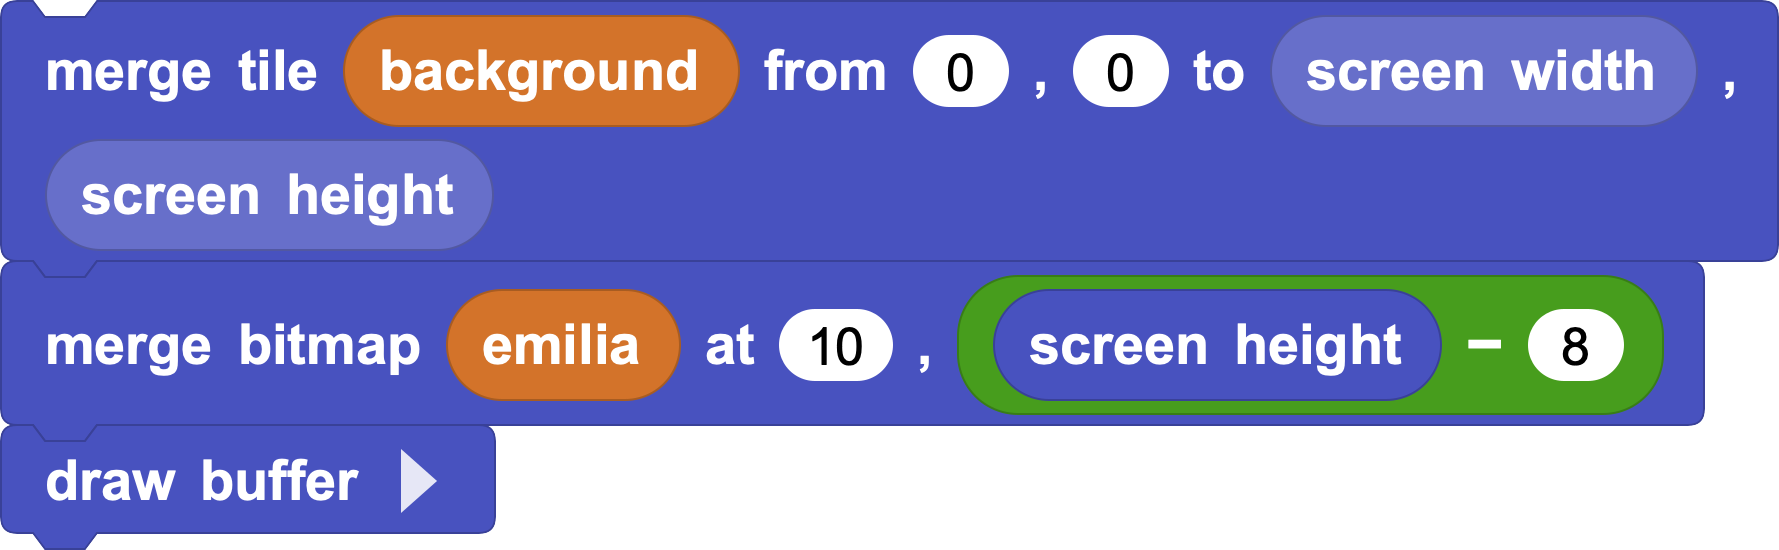 merge tile background from 0 , 0 to screen width ,
screen height
merge bitmap emilia at 10 , screen height − 8
draw buffer